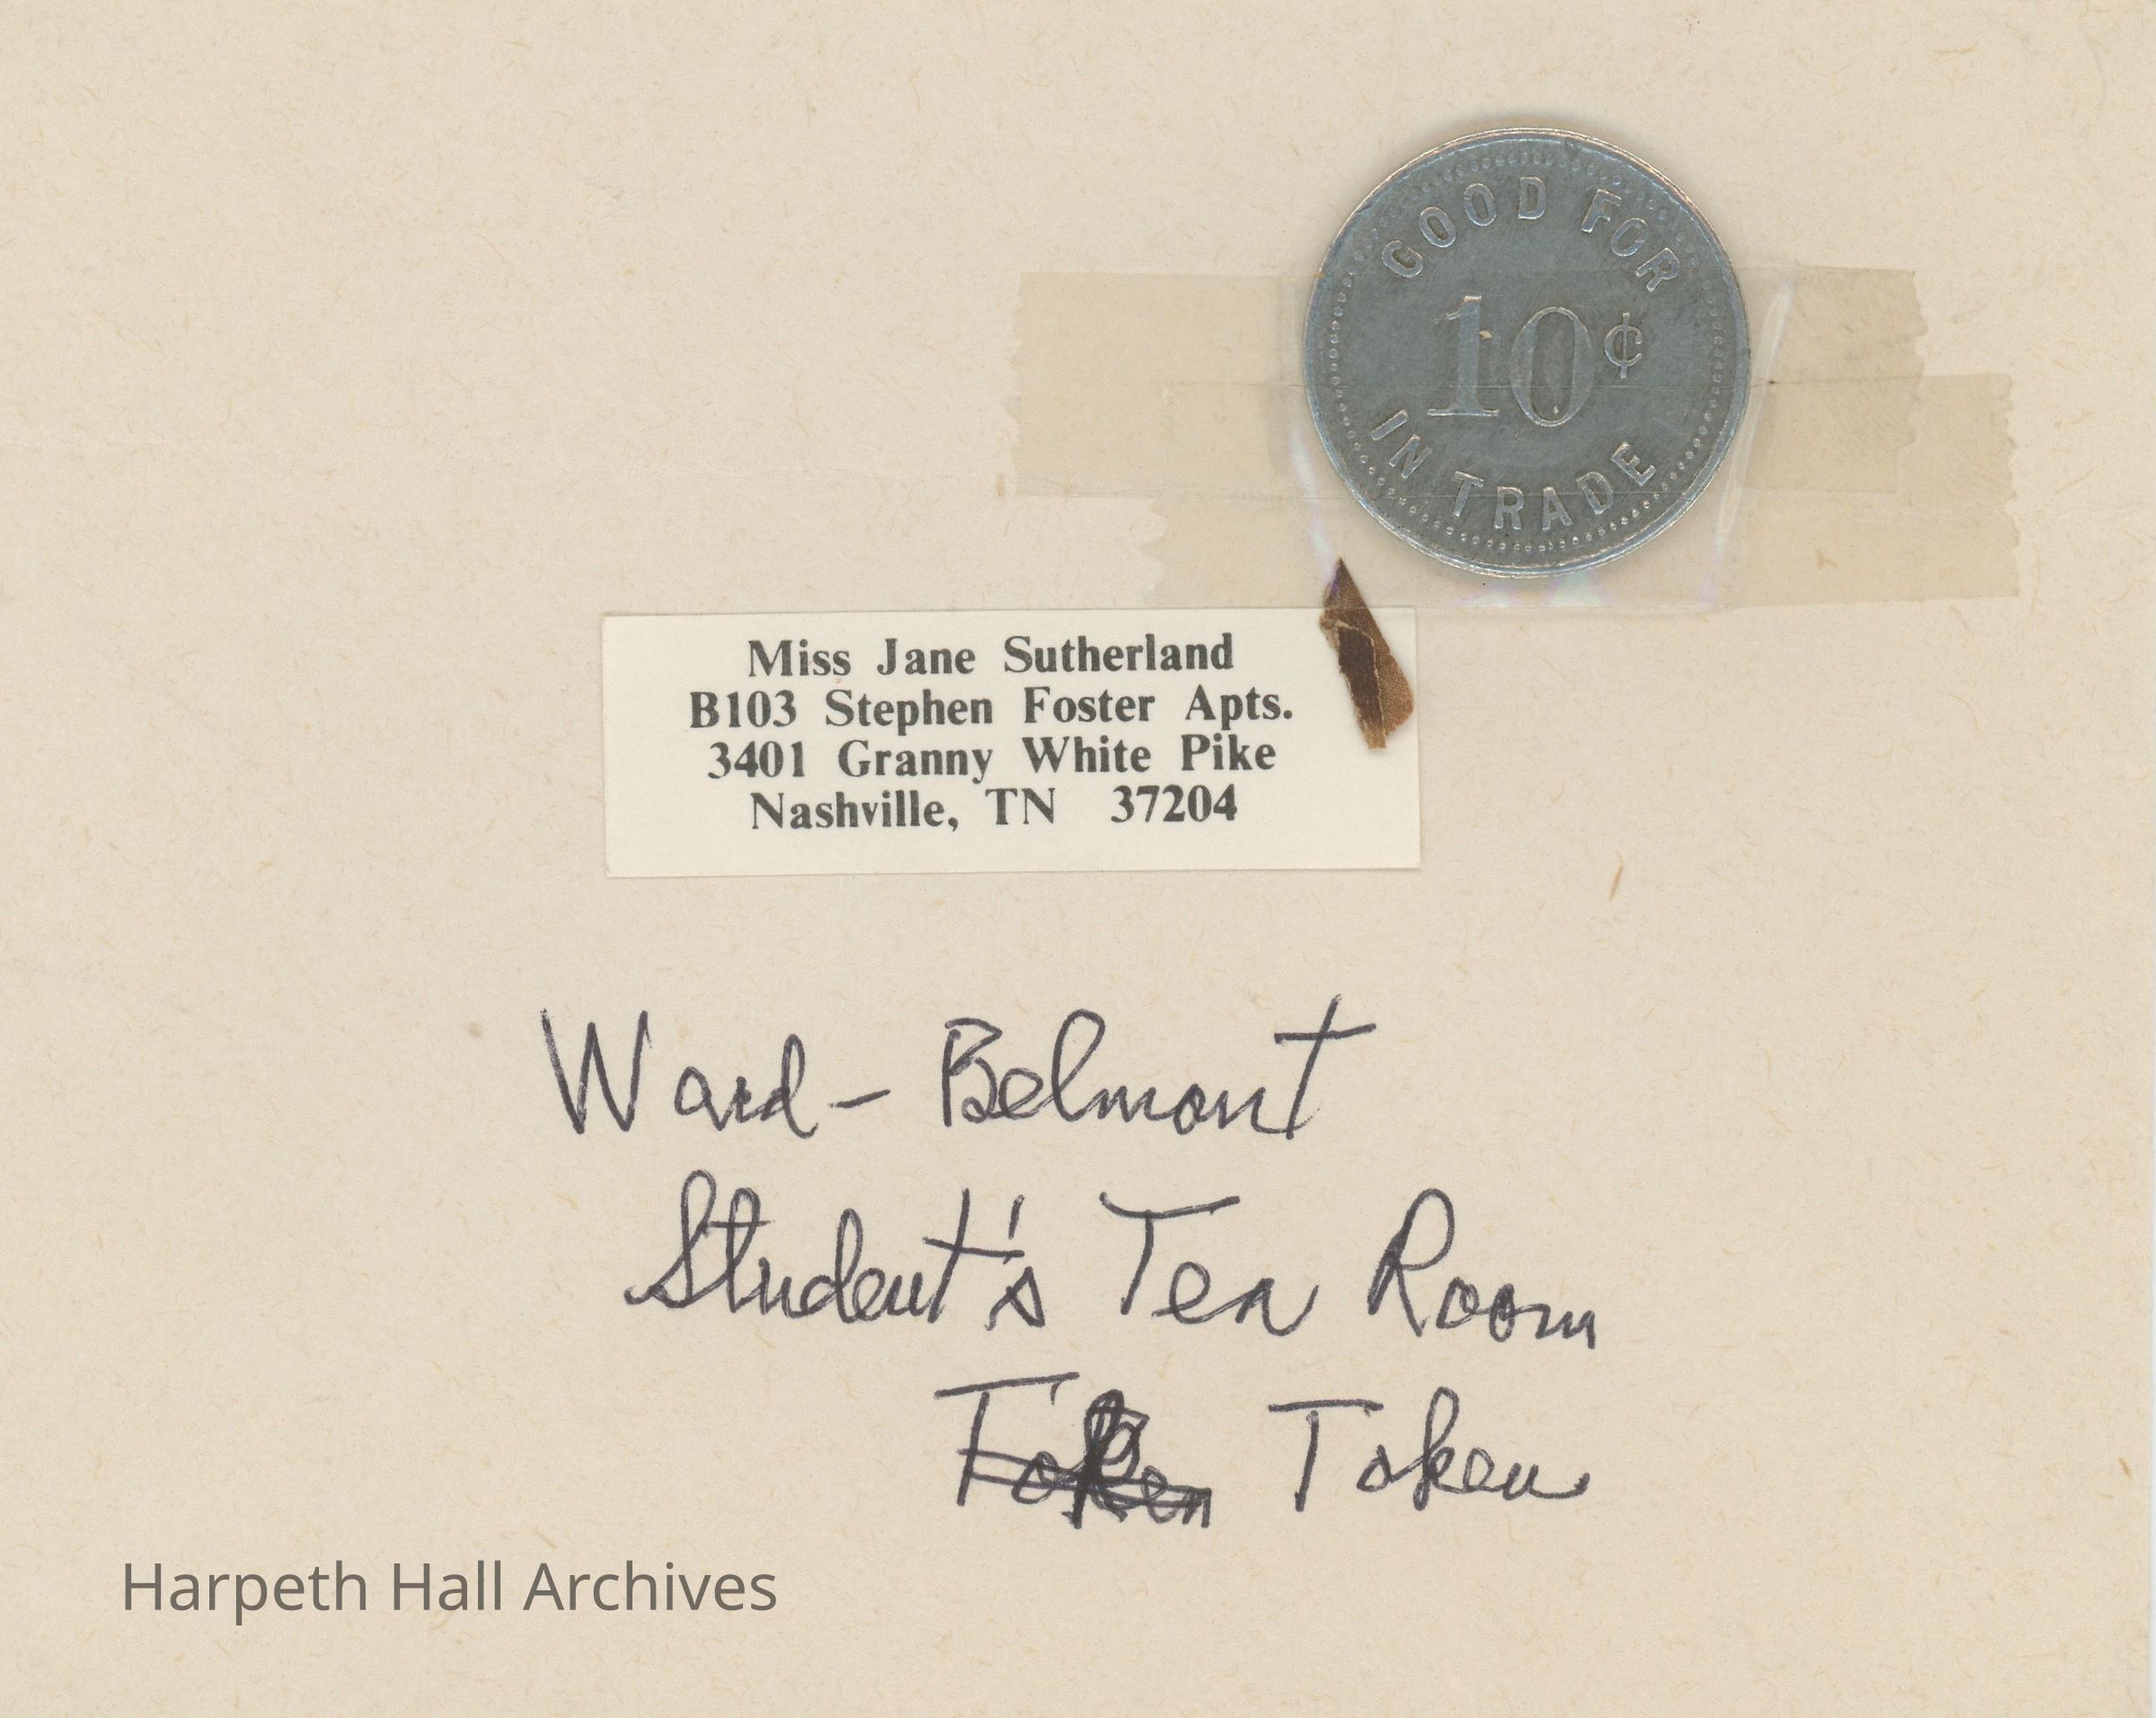 GOOD FOR
10¢
IN TRADE
Miss Jane Sutherland
B103 Stephen Foster Apts.
3401 Granny White Pike
Nashville, TN 37204
Ward-Belmont
Student's Tea Room
Token Token
Harpeth Hall Archives